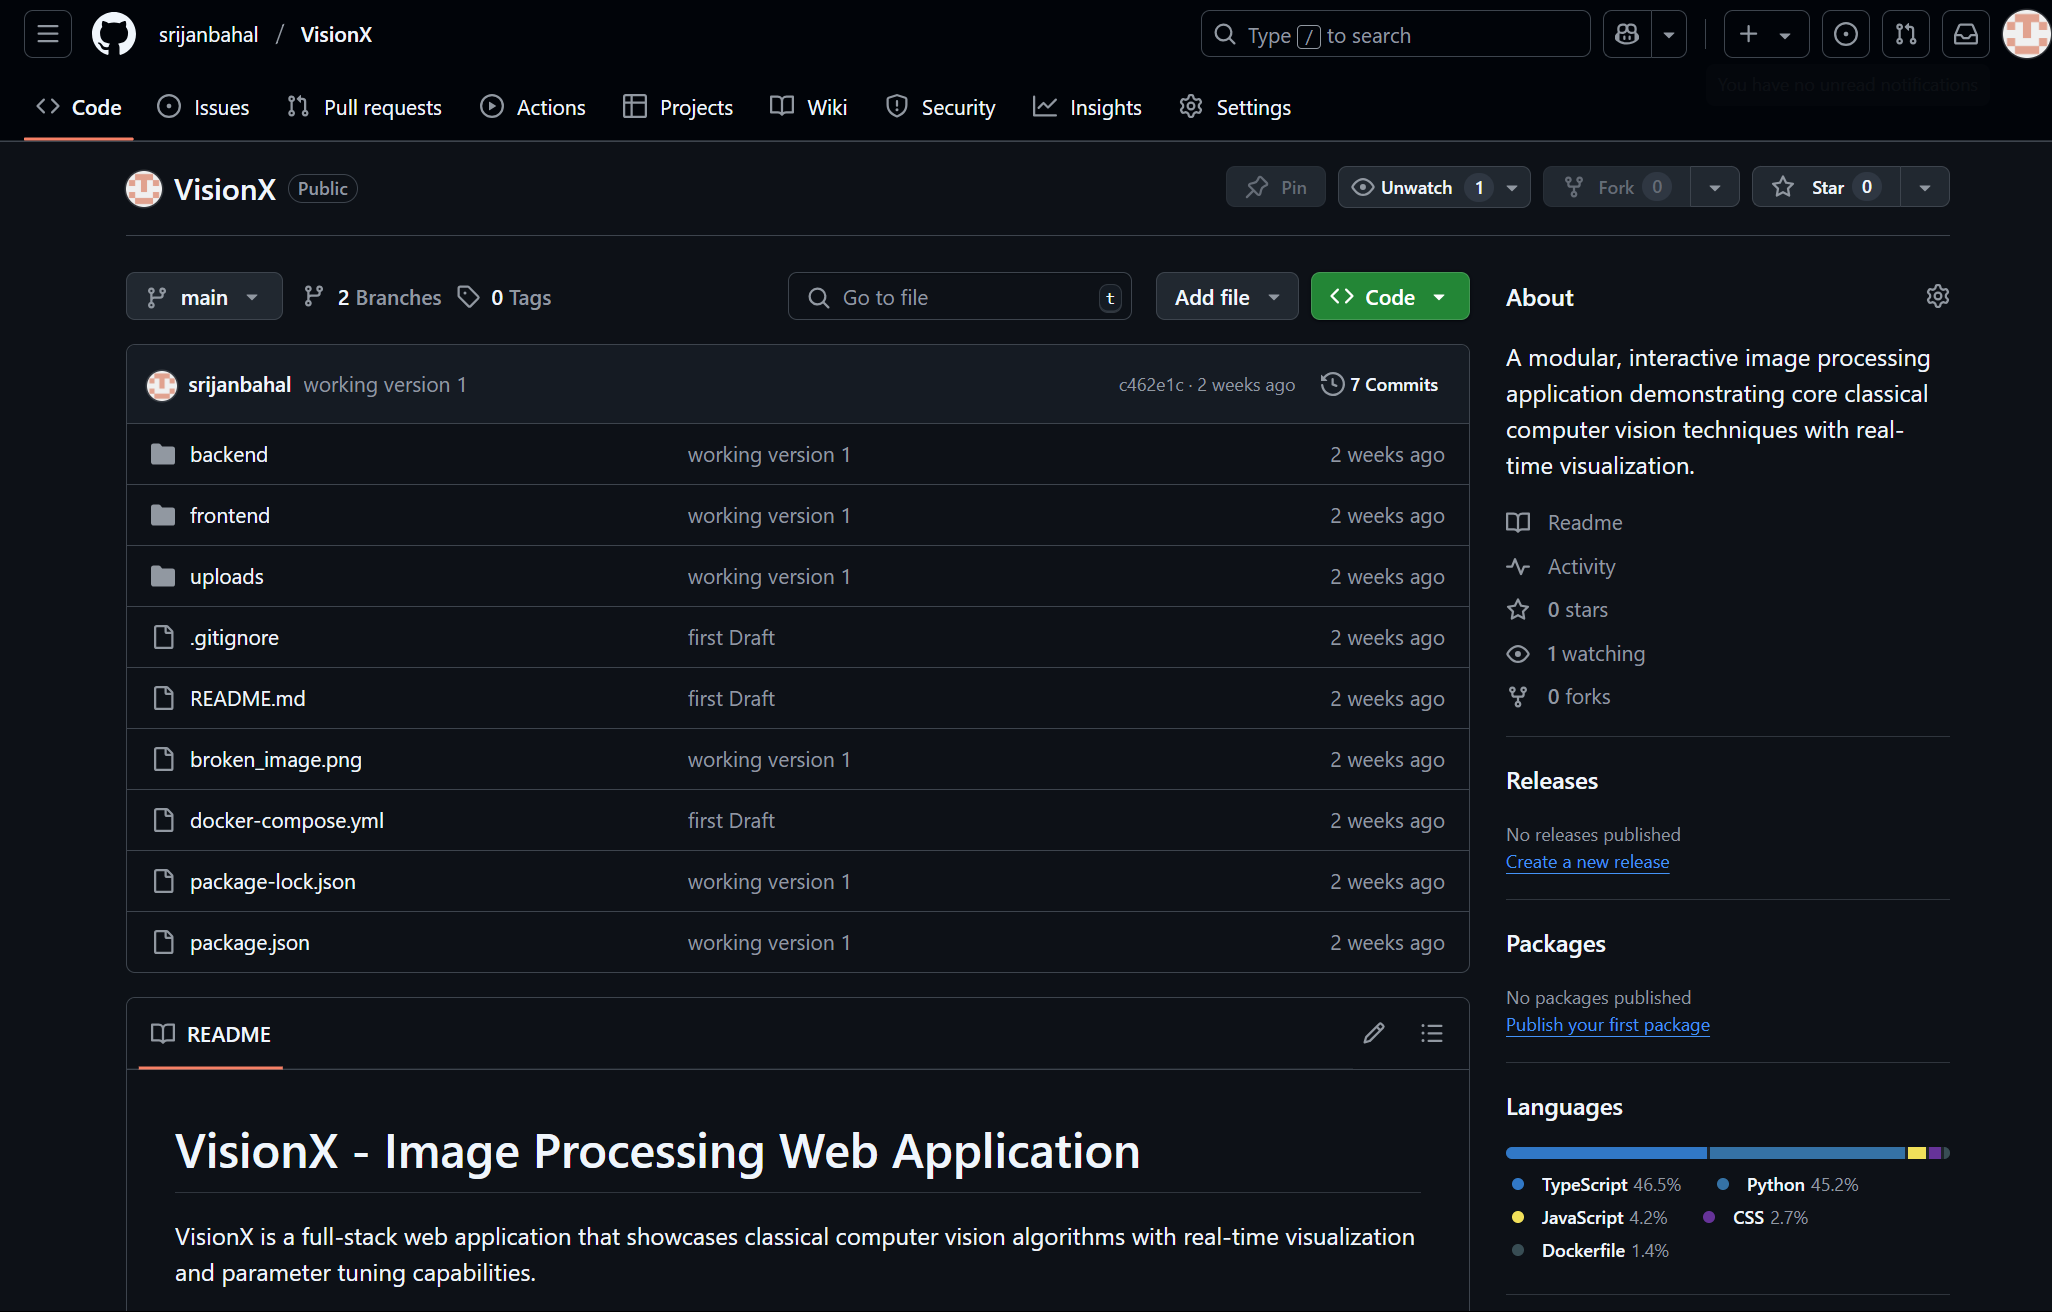 srijanbahal / VisionX
Type / to search
You have no unread notifications
Code Issues Pull requests Actions Projects Wiki Security Insights Settings
VisionX Public
Pin Unwatch 1 Fork 0 Star 0
main 2 Branches 0 Tags
Go to file t Add file Code
srijanbahal working version 1 c462e1c · 2 weeks ago 7 Commits
backend working version 1 2 weeks ago
frontend working version 1 2 weeks ago
uploads working version 1 2 weeks ago
.gitignore first Draft 2 weeks ago
README.md first Draft 2 weeks ago
broken_image.png working version 1 2 weeks ago
docker-compose.yml first Draft 2 weeks ago
package-lock.json working version 1 2 weeks ago
package.json working version 1 2 weeks ago
README
VisionX - Image Processing Web Application
VisionX is a full-stack web application that showcases classical computer vision algorithms with real-time visualization
and parameter tuning capabilities.
About
A modular, interactive image processing
application demonstrating core classical
computer vision techniques with real-
time visualization.
Readme
Activity
0 stars
1 watching
0 forks
Releases
No releases published
Create a new release
Packages
No packages published
Publish your first package
Languages
TypeScript 46.5% Python 45.2%
JavaScript 4.2% CSS 2.7%
Dockerfile 1.4%